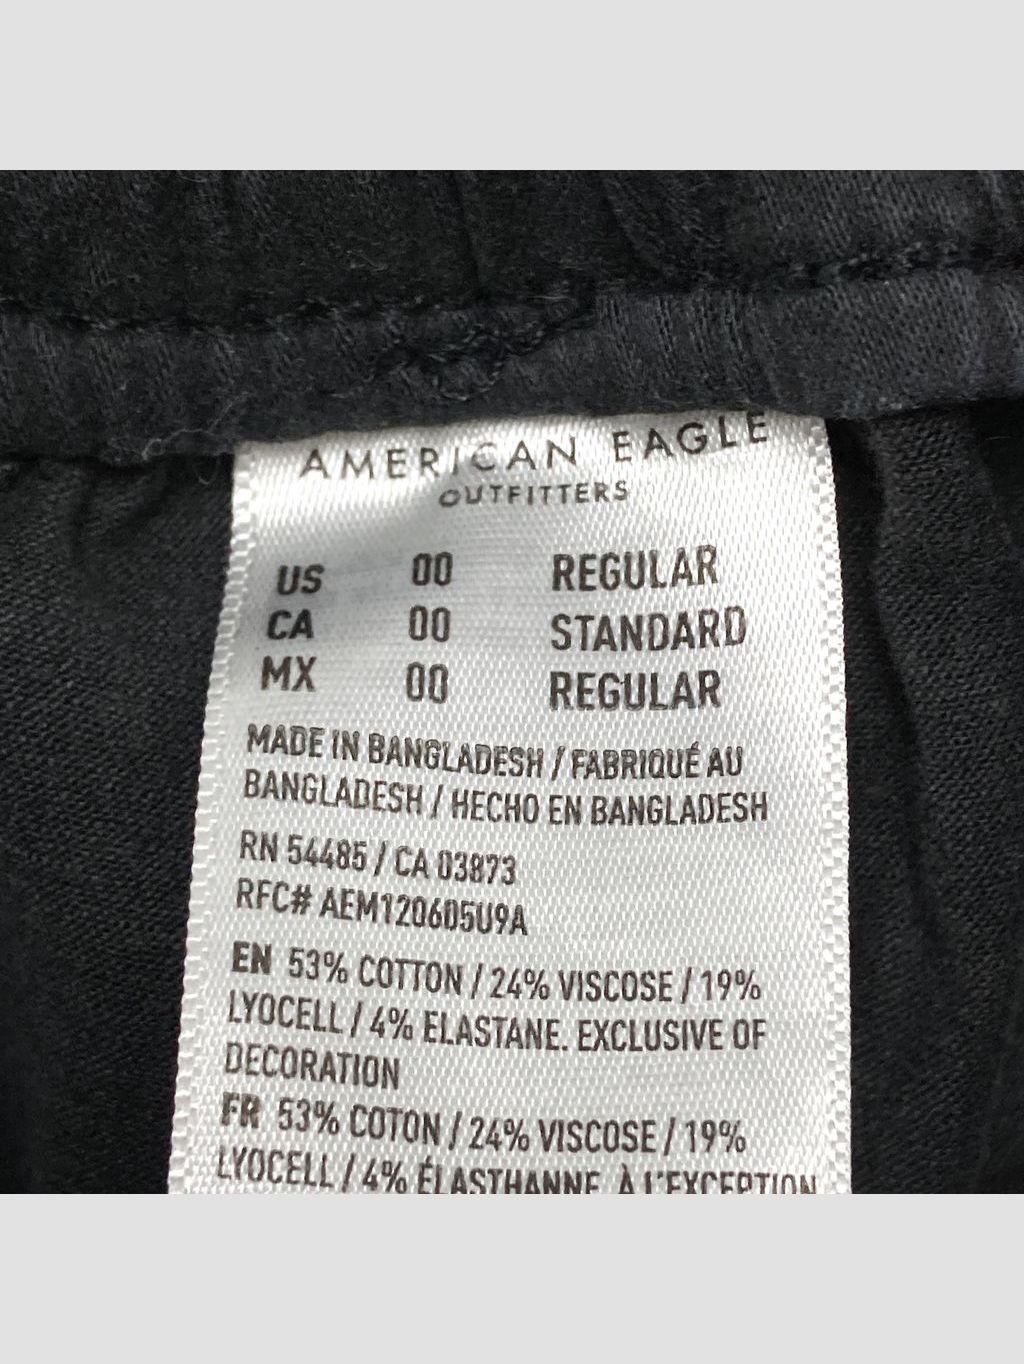 AMERICAN EAGLE
OUTFITTERS
US 00 REGULAR
CA 00 STANDARD
MX 00 REGULAR
MADE IN BANGLADESH / FABRIQUÉ AU
BANGLADESH / HECHO EN BANGLADESH
RN 54485 / CA 03873
RFC# AEM120605U9A
EN 53% COTTON / 24% VISCOSE / 19%
LYOCELL / 4% ELASTANE. EXCLUSIVE OF
DECORATION
FR 53% COTON / 24% VISCOSE / 19%
LYOCELL / 4% ÉLASTHANNE. À L'EXCEPTION